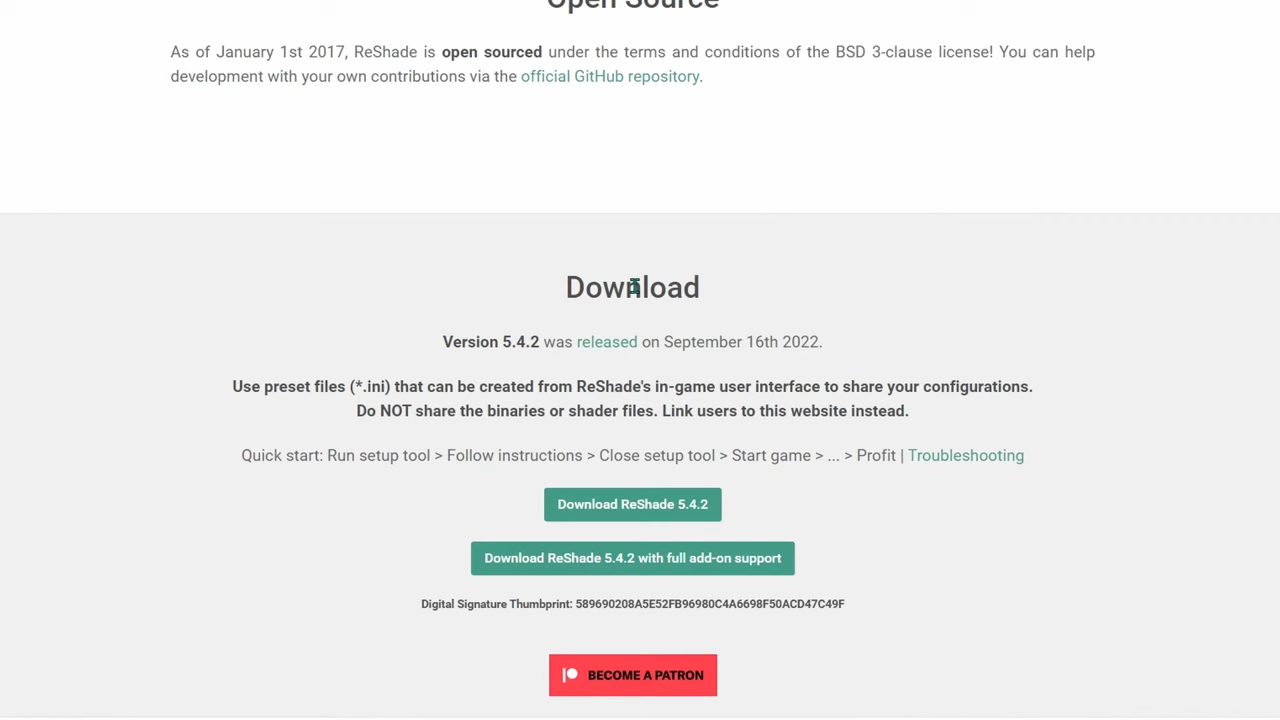 Open Source
As of January 1st 2017, ReShade is open sourced under the terms and conditions of the BSD 3-clause license! You can help
development with your own contributions via the official GitHub repository.
Download
Version 5.4.2 was released on September 16th 2022.
Use preset files (*.ini) that can be created from ReShade's in-game user interface to share your configurations.
Do NOT share the binaries or shader files. Link users to this website instead.
Quick start: Run setup tool > Follow instructions > Close setup tool > Start game > ... > Profit | Troubleshooting
Download ReShade 5.4.2
Download ReShade 5.4.2 with full add-on support
Digital Signature Thumbprint: 589690208A5E52FB96980C4A6698F50ACD47C49F
BECOME A PATRON